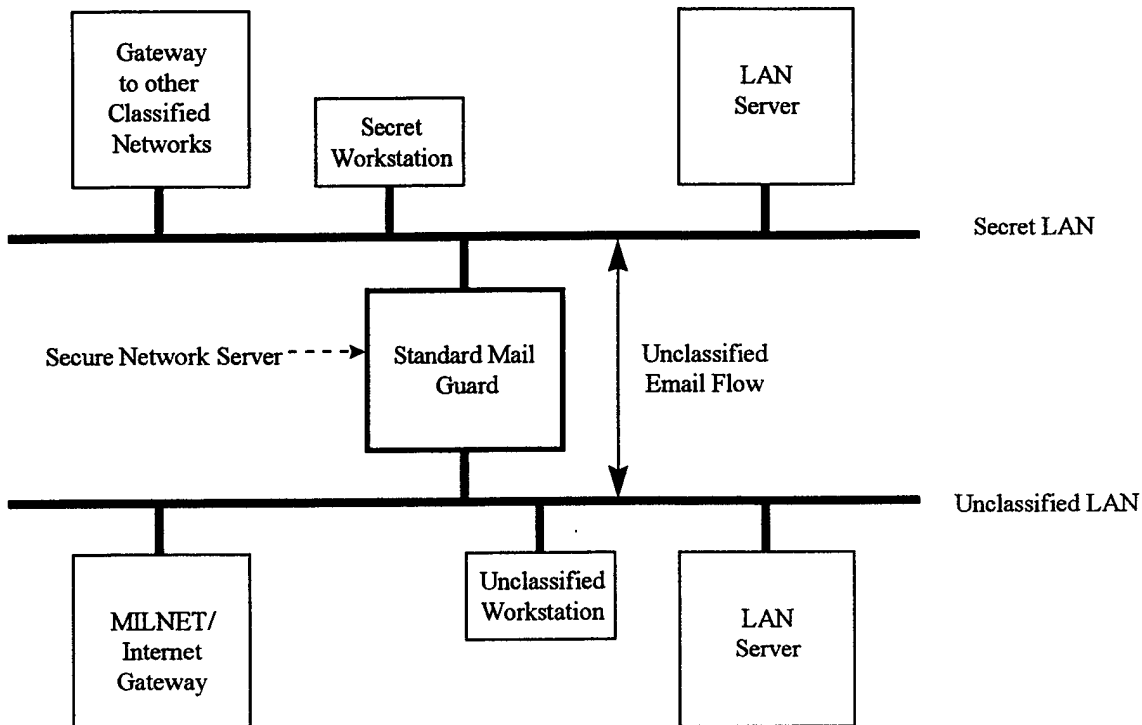 Gateway
to other
Classified
Networks
Secret
Workstation
LAN
Server
Secret LAN
Secure Network Server
Standard Mail
Guard
Unclassified
Email Flow
Unclassified LAN
MILNET/
Internet
Gateway
Unclassified
Workstation
LAN
Server